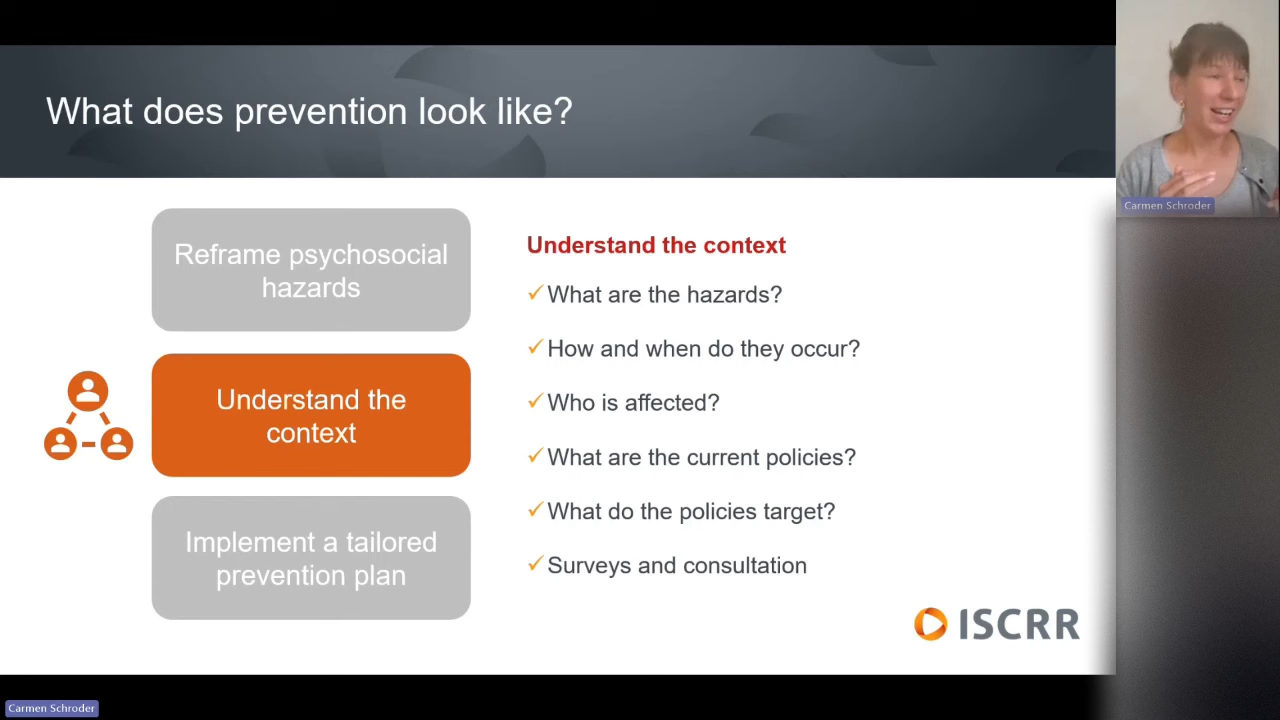 What does prevention look like?
Reframe psychosocial
hazards
Understand the
context
Implement a tailored
prevention plan
Understand the context
What are the hazards?
How and when do they occur?
Who is affected?
What are the current policies?
What do the policies target?
Surveys and consultation
ISCRR
Carmen Schroder
Carmen Schroder